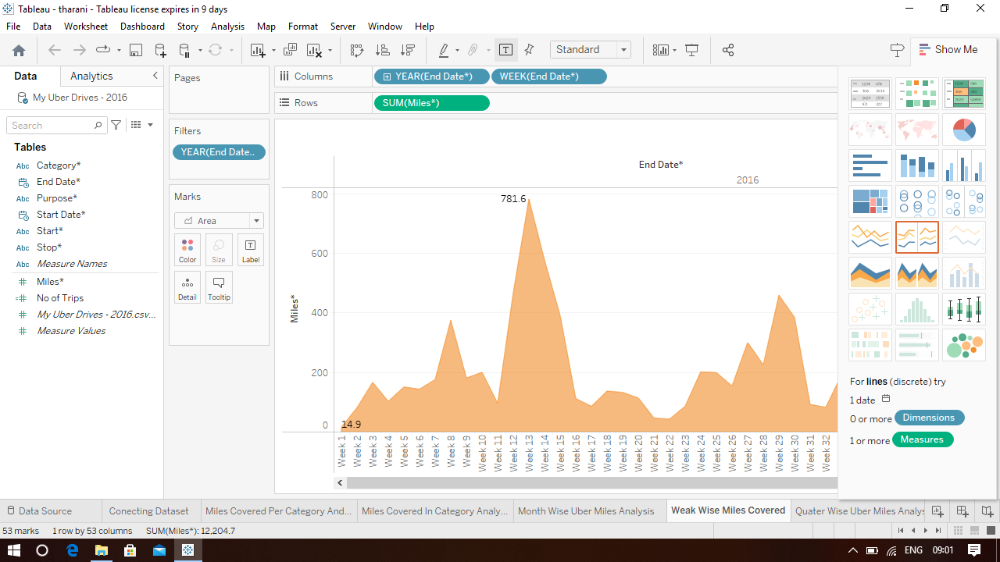 Tableau - tharani - Tableau license expires in 9 days
File Data Worksheet Dashboard Story Analysis Map Format Server Window Help
Standard
Show Me
Data Analytics
My Uber Drives - 2016
Search
Tables
Abc Category*
End Date*
Abc Purpose*
Start Date*
Abc Start*
Abc Stop*
Abc Measure Names
Miles*
No of Trips
My Uber Drives - 2016.csv...
Measure Values
Pages
Filters
YEAR(End Date..
Marks
Area
Color Size Label
Detail Tooltip
Columns YEAR(End Date*) WEEK(End Date*)
Rows SUM(Miles*)
End Date*
2016
Miles*
800
600
400
200
0
781.6
14.9
Week 1
Week 2
Week 3
Week 4
Week 5
Week 6
Week 7
Week 8
Week 9
Week 10
Week 11
Week 12
Week 13
Week 14
Week 15
Week 16
Week 17
Week 18
Week 19
Week 20
Week 21
Week 22
Week 23
Week 24
Week 25
Week 26
Week 27
Week 28
Week 29
Week 30
Week 31
Week 32
For lines (discrete) try
1 date
0 or more Dimensions
1 or more Measures
Data Source Conecting Dataset Miles Covered Per Category And... Miles Covered In Category Analy... Month Wise Uber Miles Analysis Weak Wise Miles Covered Quater Wise Uber Miles Analys
53 marks 1 row by 53 columns SUM(Miles*): 12,204.7
ENG 09:01